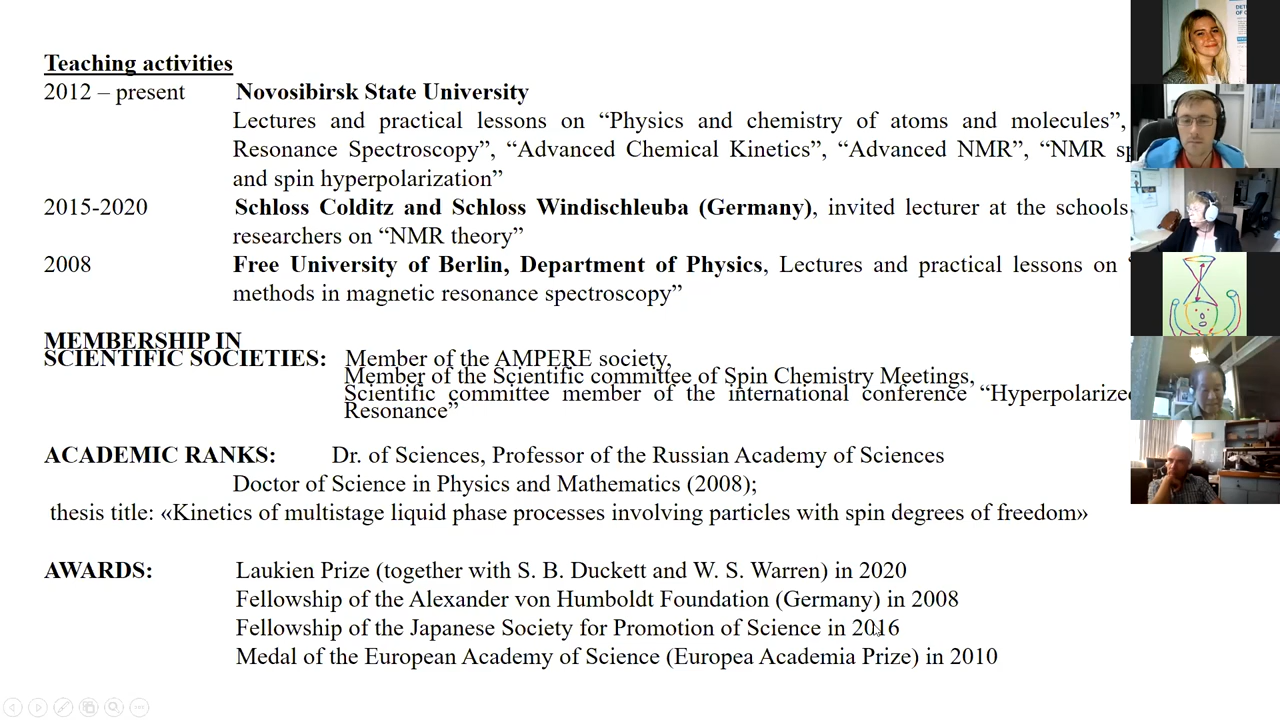 Teaching activities
2012 – present Novosibirsk State University
Lectures and practical lessons on “Physics and chemistry of atoms and molecules”,
Resonance Spectroscopy”, “Advanced Chemical Kinetics”, “Advanced NMR”, “NMR
and spin hyperpolarization”
2015-2020 Schloss Colditz and Schloss Windischleuba (Germany), invited lecturer at the schools
researchers on “NMR theory”
2008 Free University of Berlin, Department of Physics, Lectures and practical lessons on
methods in magnetic resonance spectroscopy”
MEMBERSHIP IN
SCIENTIFIC SOCIETIES: Member of the AMPERE society,
Member of the Scientific committee of Spin Chemistry Meetings,
Scientific committee member of the international conference “Hyperpolarized
Resonance”
ACADEMIC RANKS: Dr. of Sciences, Professor of the Russian Academy of Sciences
Doctor of Science in Physics and Mathematics (2008);
thesis title: «Kinetics of multistage liquid phase processes involving particles with spin degrees of freedom»
AWARDS: Laukien Prize (together with S. B. Duckett and W. S. Warren) in 2020
Fellowship of the Alexander von Humboldt Foundation (Germany) in 2008
Fellowship of the Japanese Society for Promotion of Science in 2016
Medal of the European Academy of Science (Europea Academia Prize) in 2010